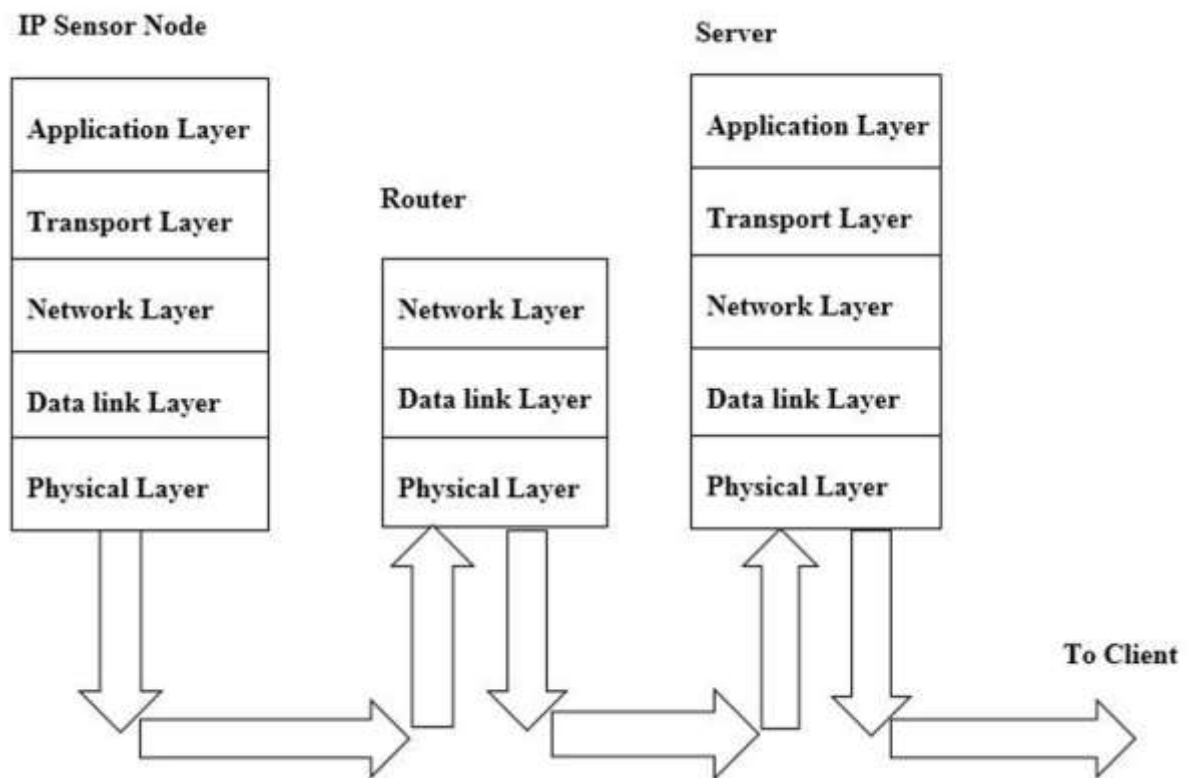 IP Sensor Node
Application Layer
Transport Layer
Network Layer
Data link Layer
Physical Layer
Router
Network Layer
Data link Layer
Physical Layer
Server
Application Layer
Transport Layer
Network Layer
Data link Layer
Physical Layer
To Client